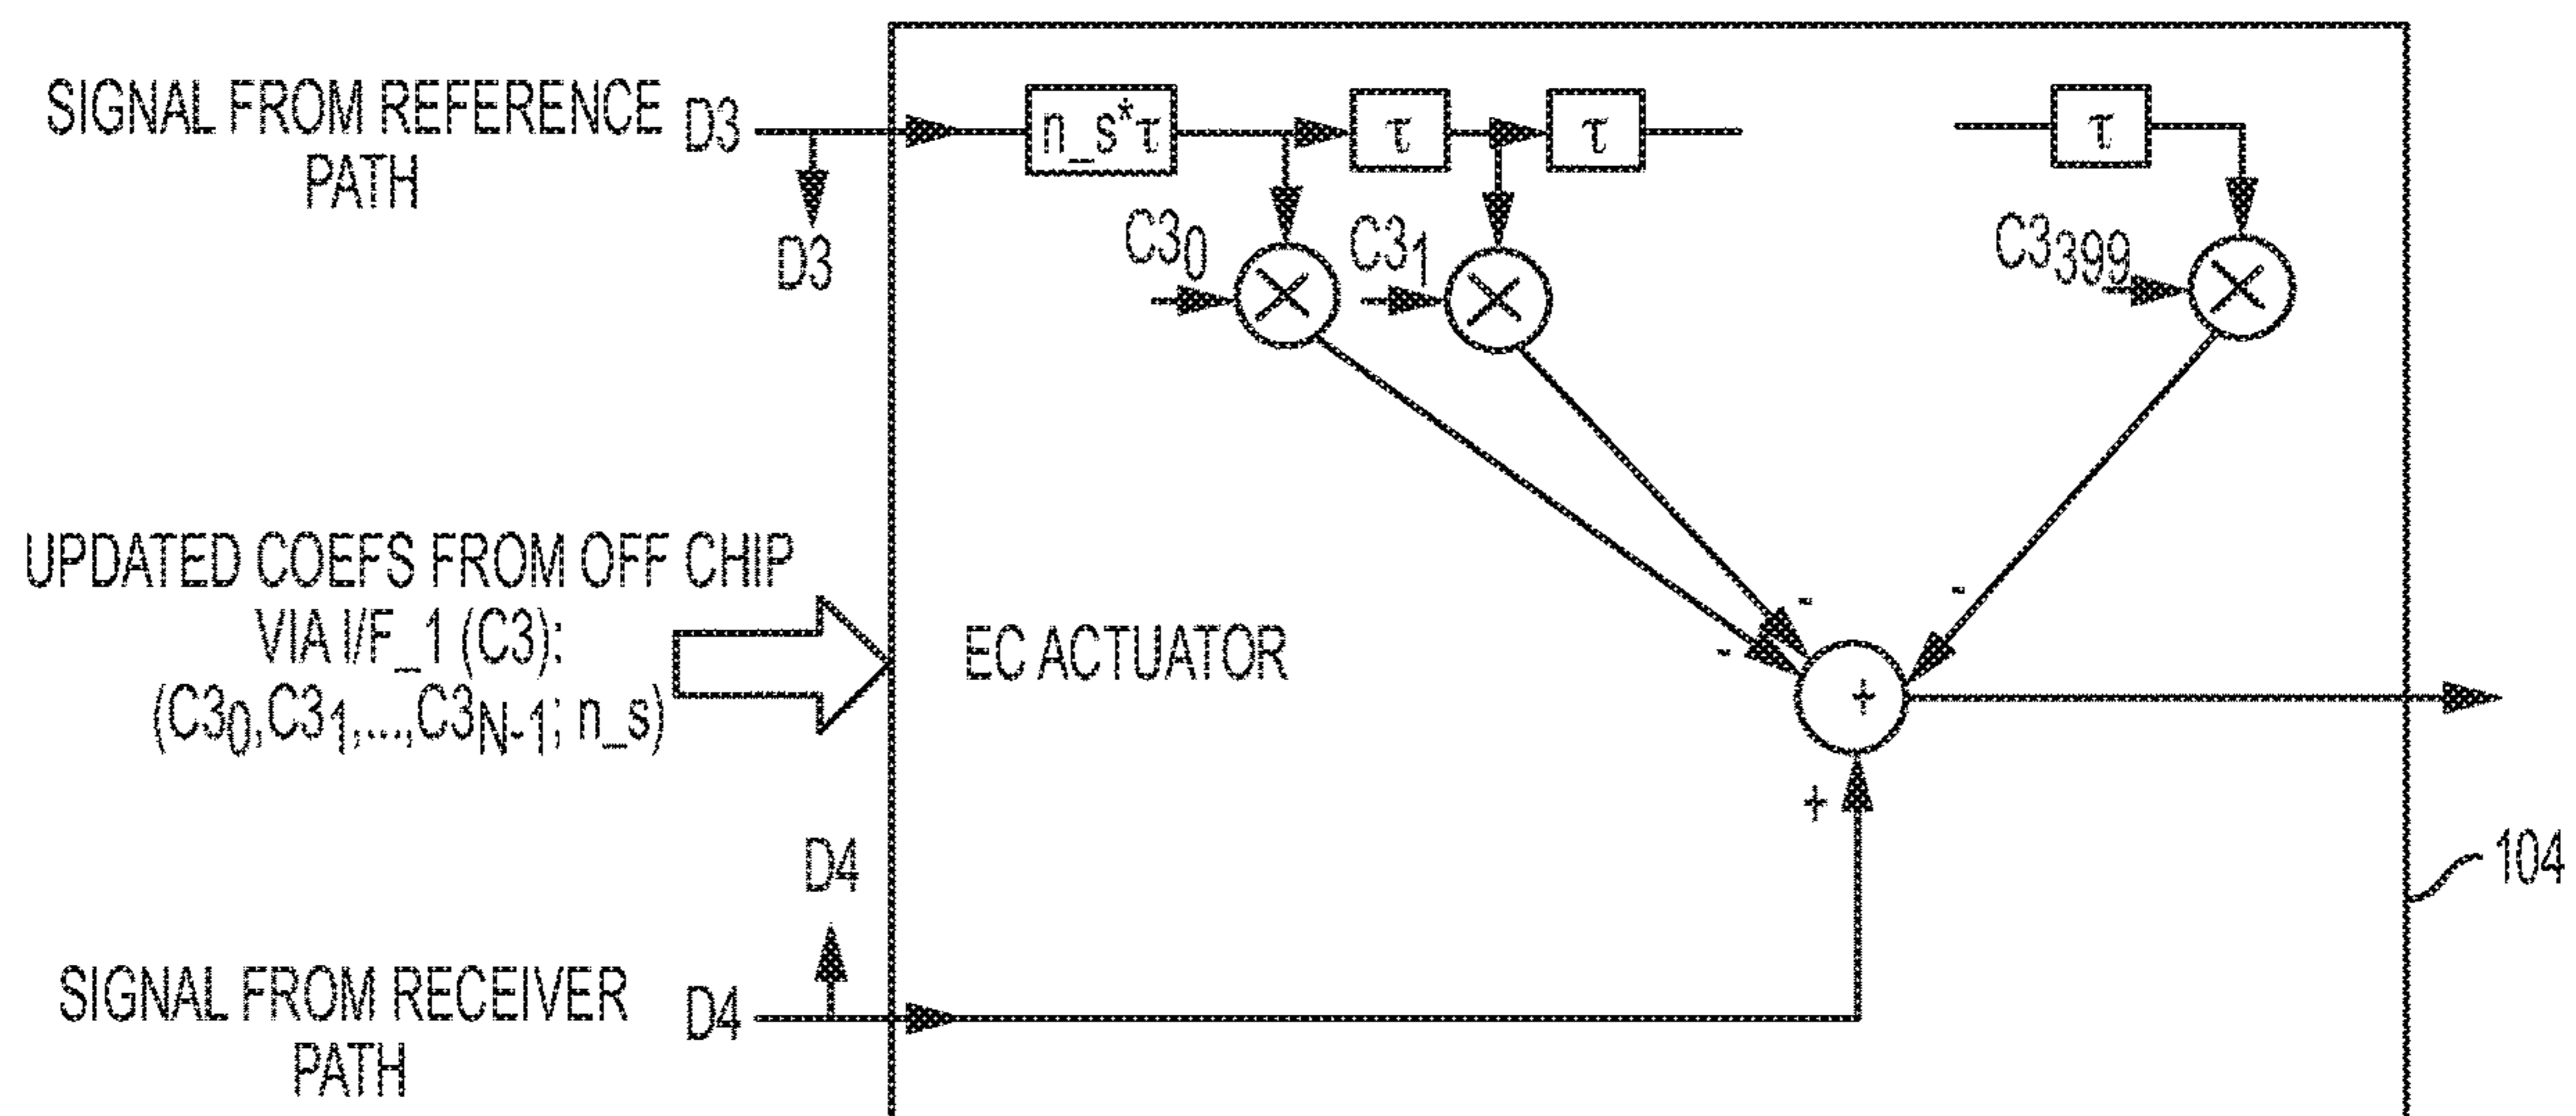 SIGNAL FROM REFERENCE
PATH
D3
D3
n_s*τ
τ
τ
τ
C3₀
C3₁
C3₃₉₉
×
×
×
UPDATED COEFS FROM OFF CHIP
VIA I/F_1 (C3):
(C3₀,C3₁,...,C3N-1; n_s)
EC ACTUATOR
-
-
-
+
+
D4
SIGNAL FROM RECEIVER
PATH
D4
104